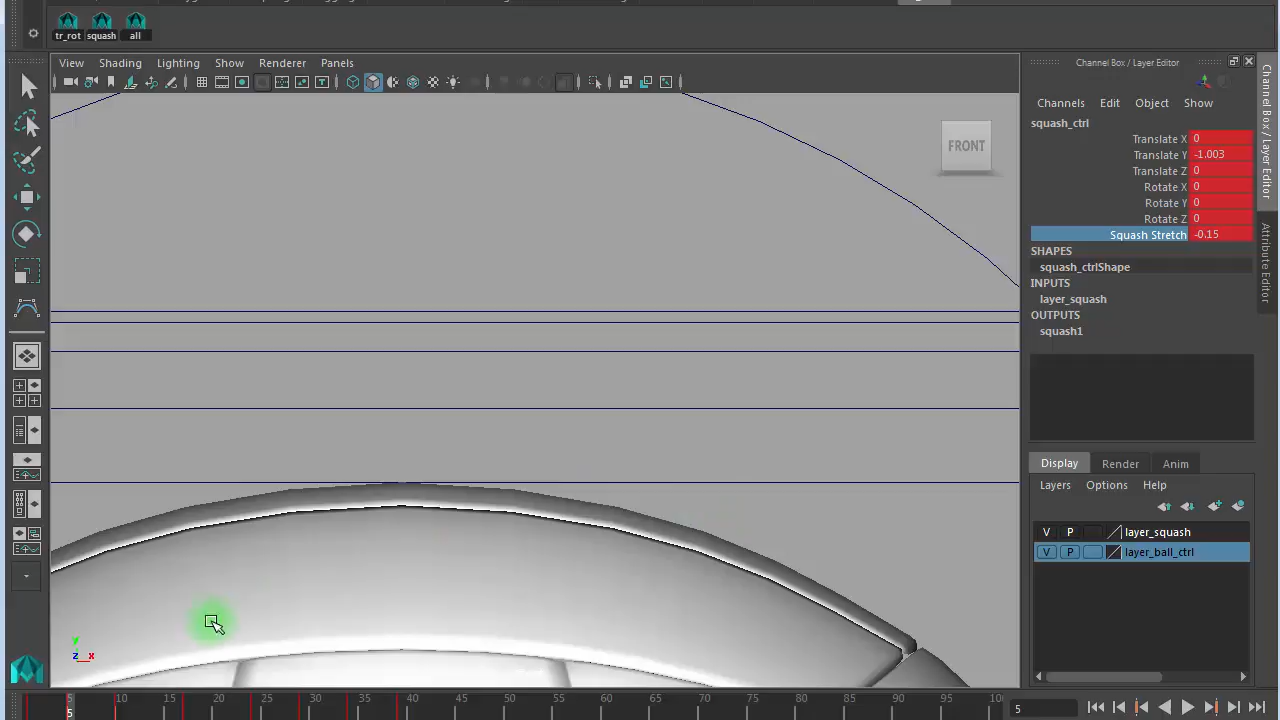 tr_rot squash all
View Shading Lighting Show Renderer Panels
FRONT
Channel Box / Layer Editor
Channels Edit Object Show
squash_ctrl
Translate X 0
Translate Y -1.003
Translate Z 0
Rotate X 0
Rotate Y 0
Rotate Z 0
Squash Stretch -0.15
SHAPES
squash_ctrlShape
INPUTS
layer_squash
OUTPUTS
squash1
Display Render Anim
Layers Options Help
V P layer_squash
V P layer_ball_ctrl
Channel Box / Layer Editor
Attribute Editor
y
z x
5 10 15 20 25 30 35 40 45 50 55 60 65 70 75 80 85 90 95 10
5
5